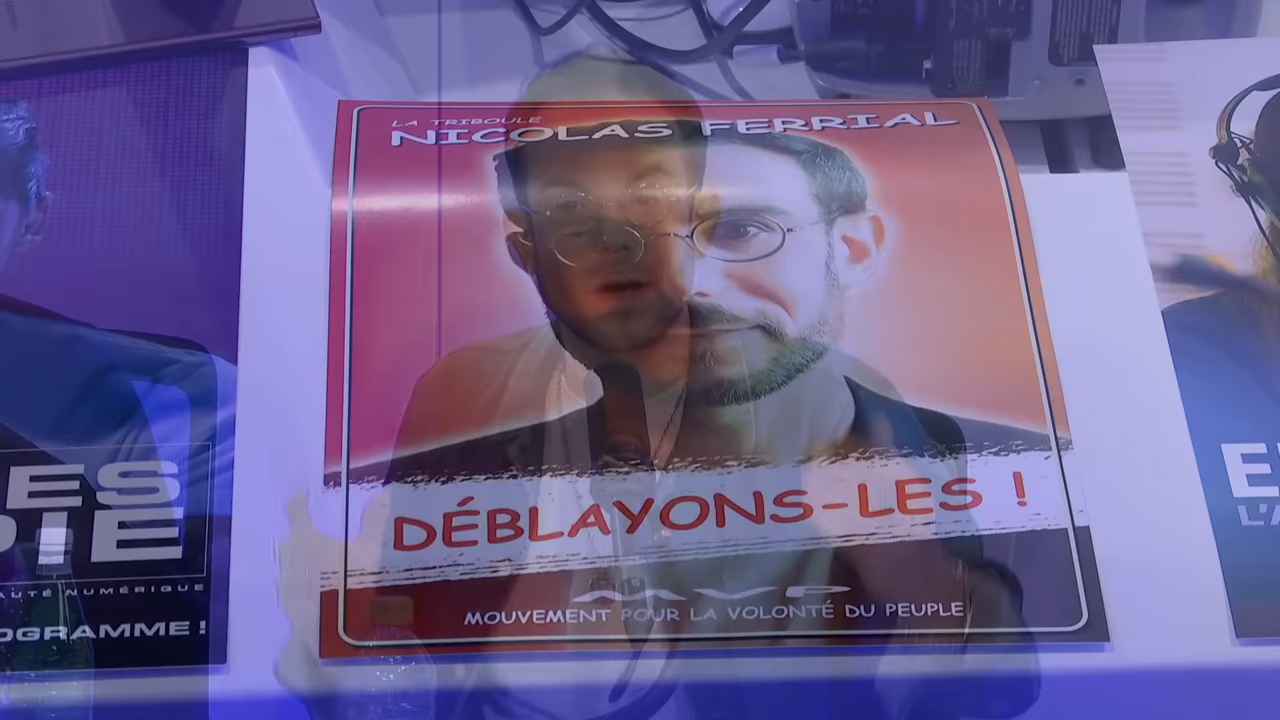 LA TRIBOULE
NICOLAS FERRIAL
DÉBLAYONS-LES !
MVP
MOUVEMENT POUR LA VOLONTÉ DU PEUPLE
ES
PIE
AUTÉ NUMÉRIQUE
OGRAMME !
E
L'A